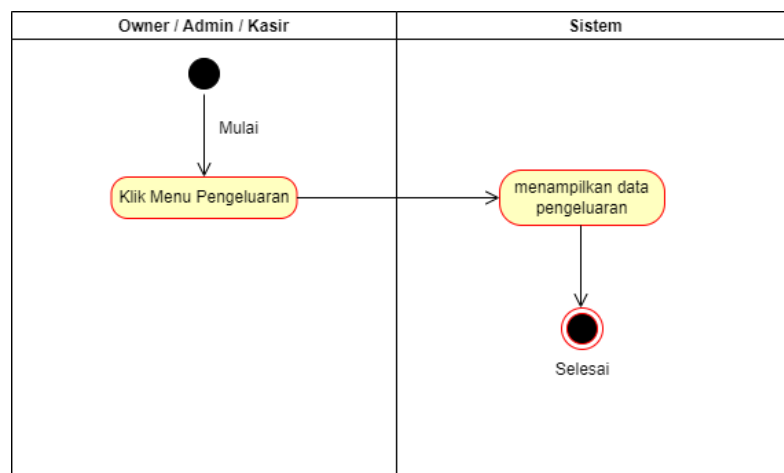 Owner / Admin / Kasir
Sistem
Mulai
Klik Menu Pengeluaran
menampilkan data
pengeluaran
Selesai